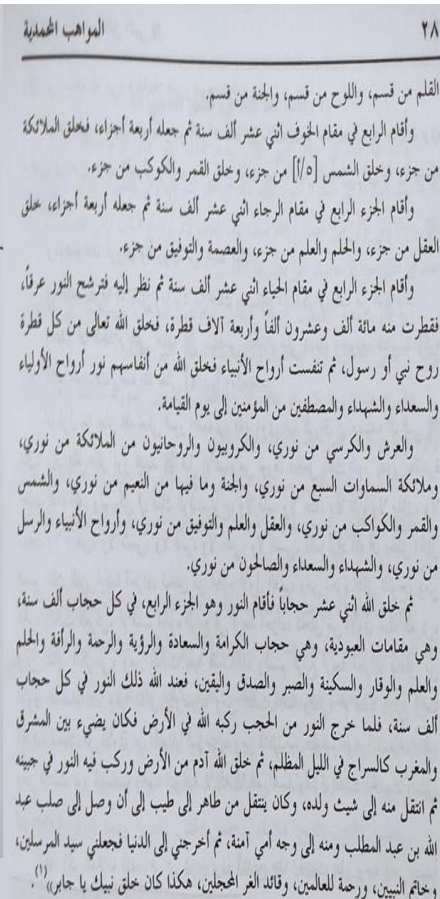 ٢٨ المواهب المحمدية
القلم من قسم، واللوح من قسم، والجنة من قسم.
وأقام الرابع في مقام الخوف اثني عشر ألف سنة ثم جعله أربعة أجزاء، فخلق الملائكة
من جزء، وخلق الشمس [٥/أ] من جزء، وخلق القمر والكوكب من جزء.
وأقام الجزء الرابع في مقام الرجاء اثني عشر ألف سنة ثم جعله أربعة أجزاء، خلق
العقل من جزء، والحلم والعلم من جزء، والعصمة والتوفيق من جزء.
وأقام الجزء الرابع في مقام الحياء اثني عشر ألف سنة ثم نظر إليه فترشح النور عرقاً،
فقطرت منه مائة ألف وعشرون ألفاً وأربعة آلاف قطرة، فخلق الله تعالى من كل قطرة
روح نبي أو رسول، ثم تنفست أرواح الأنبياء فخلق الله من أنفاسهم نور أرواح الأولياء
والسعداء والشهداء والمصطفين من المؤمنين إلى يوم القيامة.
والعرش والكرسي من نوري، والكروبيون والروحانيون من الملائكة من نوري،
وملائكة السماوات السبع من نوري، والجنة وما فيها من النعيم من نوري، والشمس
والقمر والكواكب من نوري، والعقل والعلم والتوفيق من نوري، وأرواح الأنبياء والرسل
من نوري، والشهداء والسعداء والصالحون من نوري.
ثم خلق الله اثني عشر حجاباً فأقام النور وهو الجزء الرابع، في كل حجاب ألف سنة،
وهي مقامات العبودية، وهي حجاب الكرامة والسعادة والرؤية والرحمة والرأفة والحلم
والعلم والوقار والسكينة والصبر والصدق واليقين، فعند الله ذلك النور في كل حجاب
ألف سنة، فلما خرج النور من الحجب ركبه الله في الأرض فكان يضيء بين المشرق
والمغرب كالسراج في الليل المظلم، ثم خلق الله آدم من الأرض وركب فيه النور في جبينه
ثم انتقل منه إلى شيث ولده، وكان ينتقل من طاهر إلى طيب إلى أن وصل إلى صلب عبد
الله بن عبد المطلب ومنه إلى وجه أمي آمنة، ثم أخرجني إلى الدنيا فجعلني سيد المرسلين،
وخاتم النبيين، ورحمة للعالمين، وقائد الغر المحجلين، هكذا كان خلق نبيك يا جابر»(١).